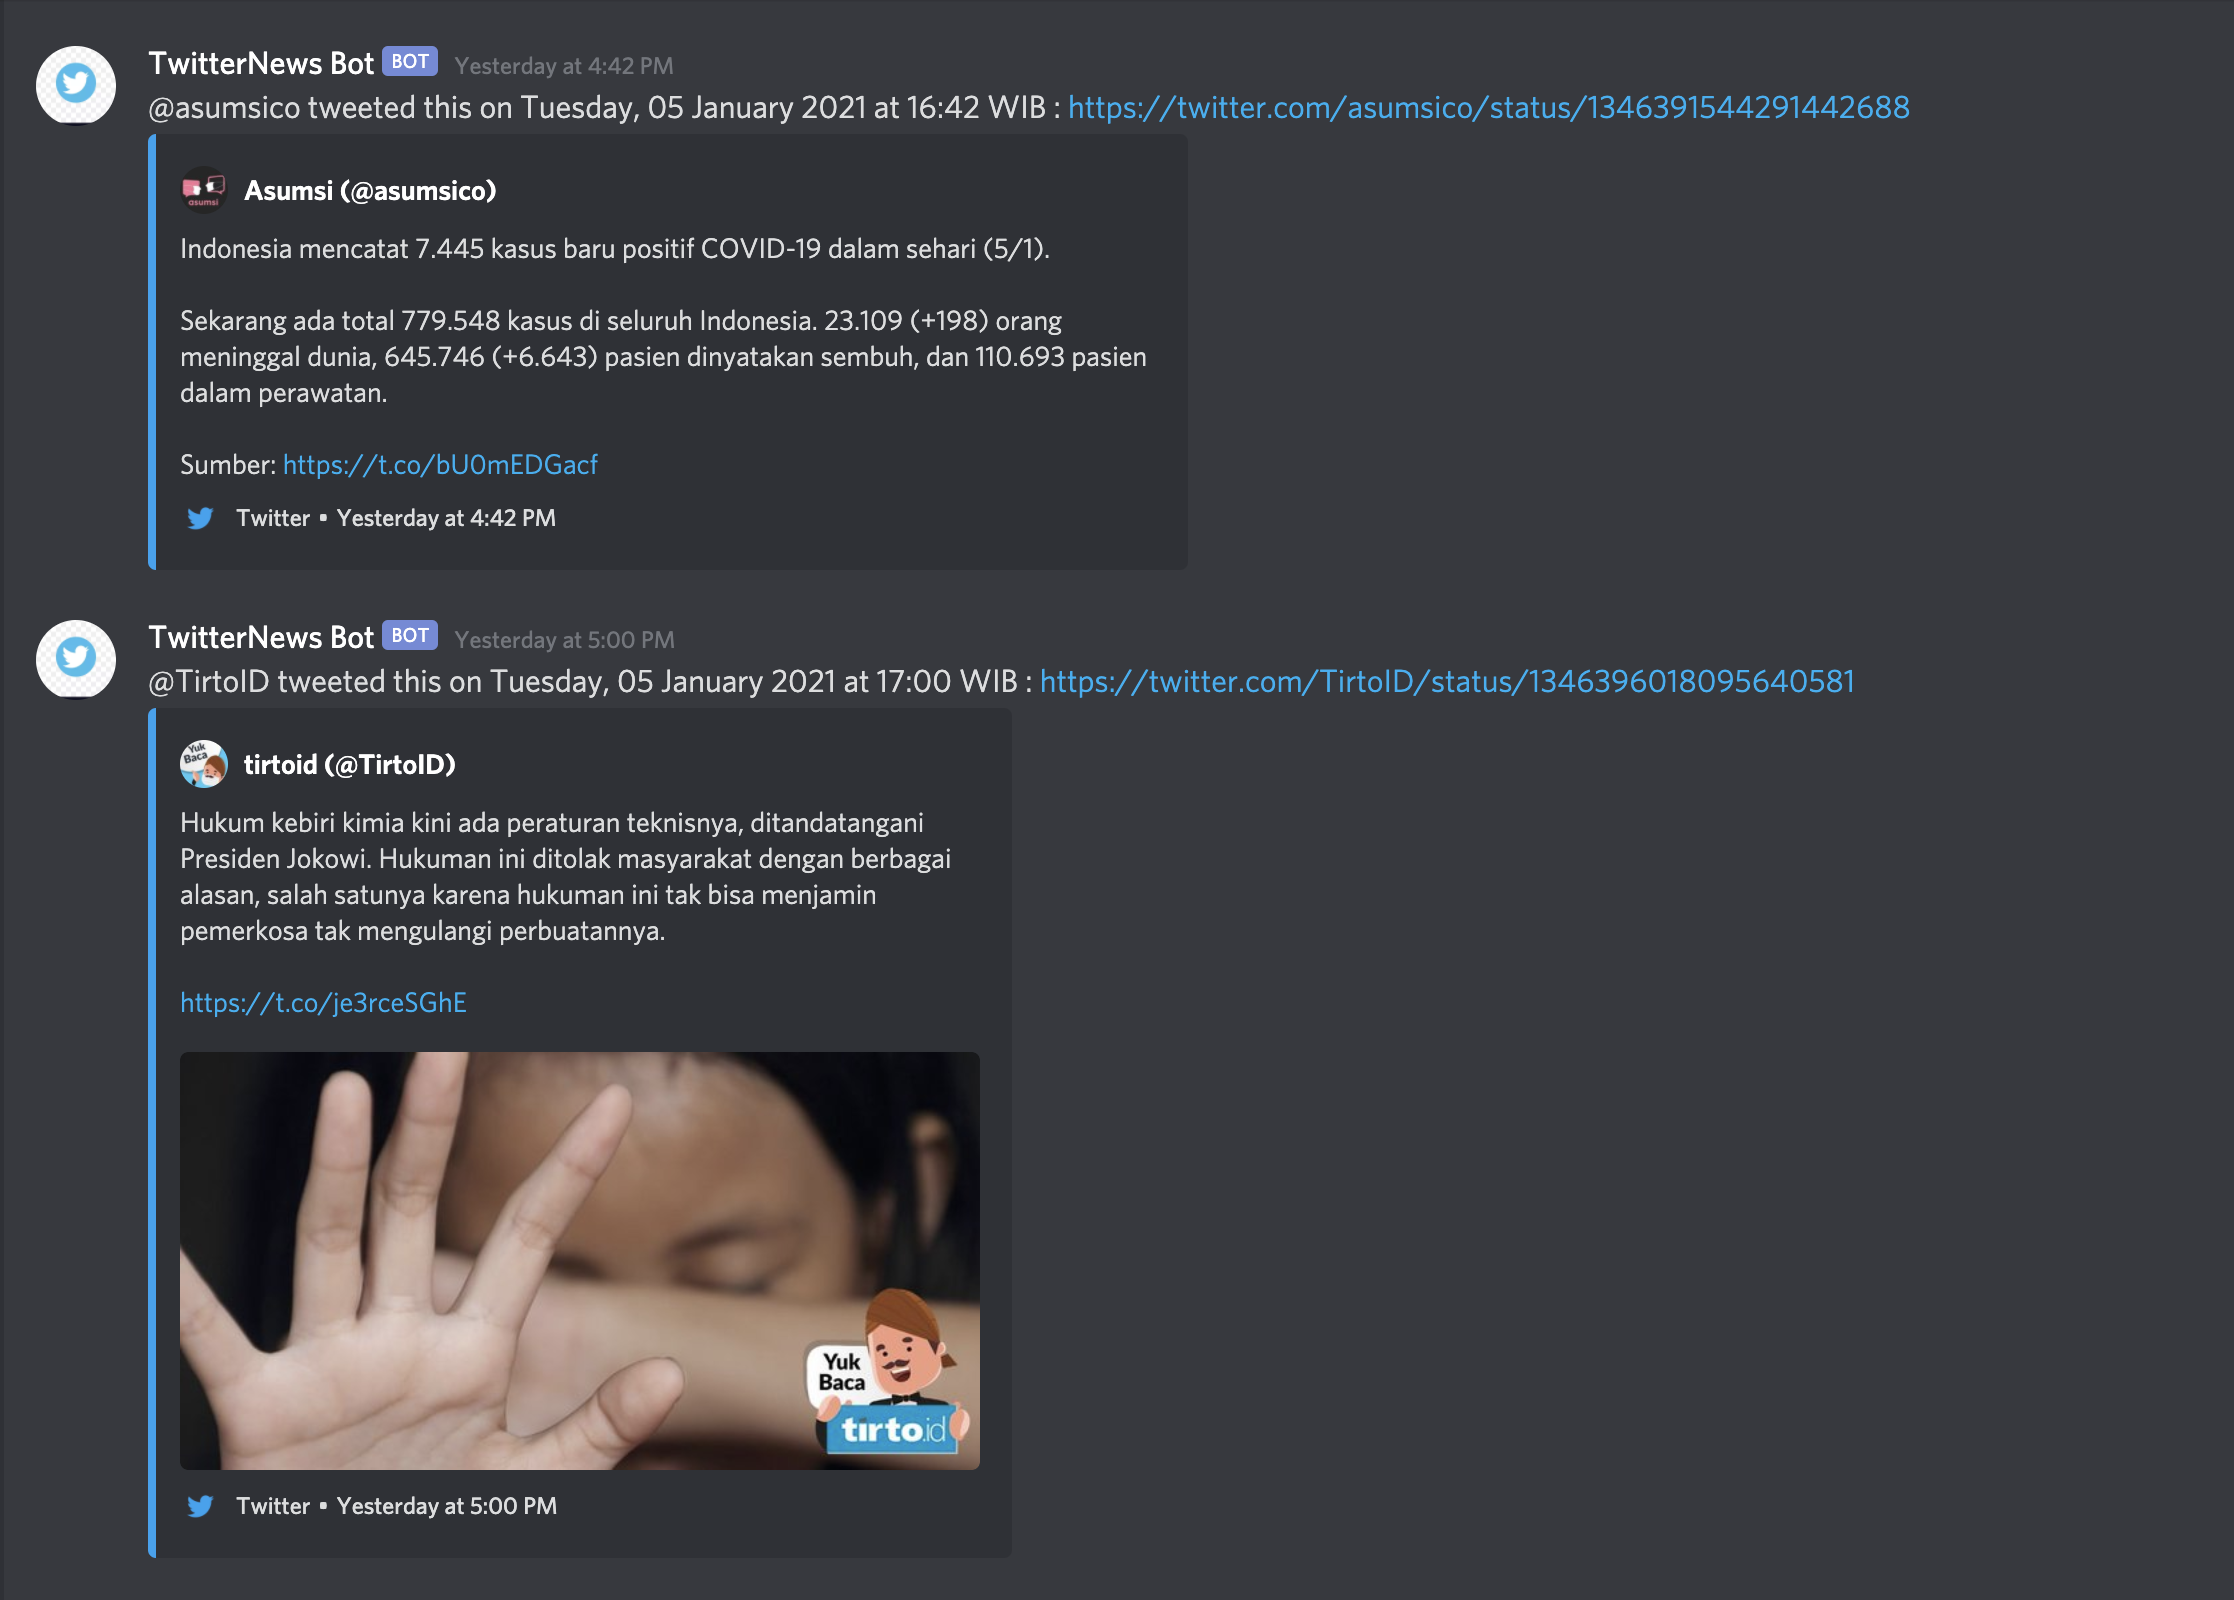 TwitterNews Bot BOT Yesterday at 4:42 PM
@asumsico tweeted this on Tuesday, 05 January 2021 at 16:42 WIB : https://twitter.com/asumsico/status/1346391544291442688
asumsi
Asumsi (@asumsico)
Indonesia mencatat 7.445 kasus baru positif COVID-19 dalam sehari (5/1).
Sekarang ada total 779.548 kasus di seluruh Indonesia. 23.109 (+198) orang
meninggal dunia, 645.746 (+6.643) pasien dinyatakan sembuh, dan 110.693 pasien
dalam perawatan.
Sumber: https://t.co/bU0mEDGacf
Twitter • Yesterday at 4:42 PM
TwitterNews Bot BOT Yesterday at 5:00 PM
@TirtoID tweeted this on Tuesday, 05 January 2021 at 17:00 WIB : https://twitter.com/TirtoID/status/1346396018095640581
Yuk
Baca
tirtoid (@TirtoID)
Hukum kebiri kimia kini ada peraturan teknisnya, ditandatangani
Presiden Jokowi. Hukuman ini ditolak masyarakat dengan berbagai
alasan, salah satunya karena hukuman ini tak bisa menjamin
pemerkosa tak mengulangi perbuatannya.
https://t.co/je3rceSGhE
Yuk
Baca
tirto.id
Twitter • Yesterday at 5:00 PM